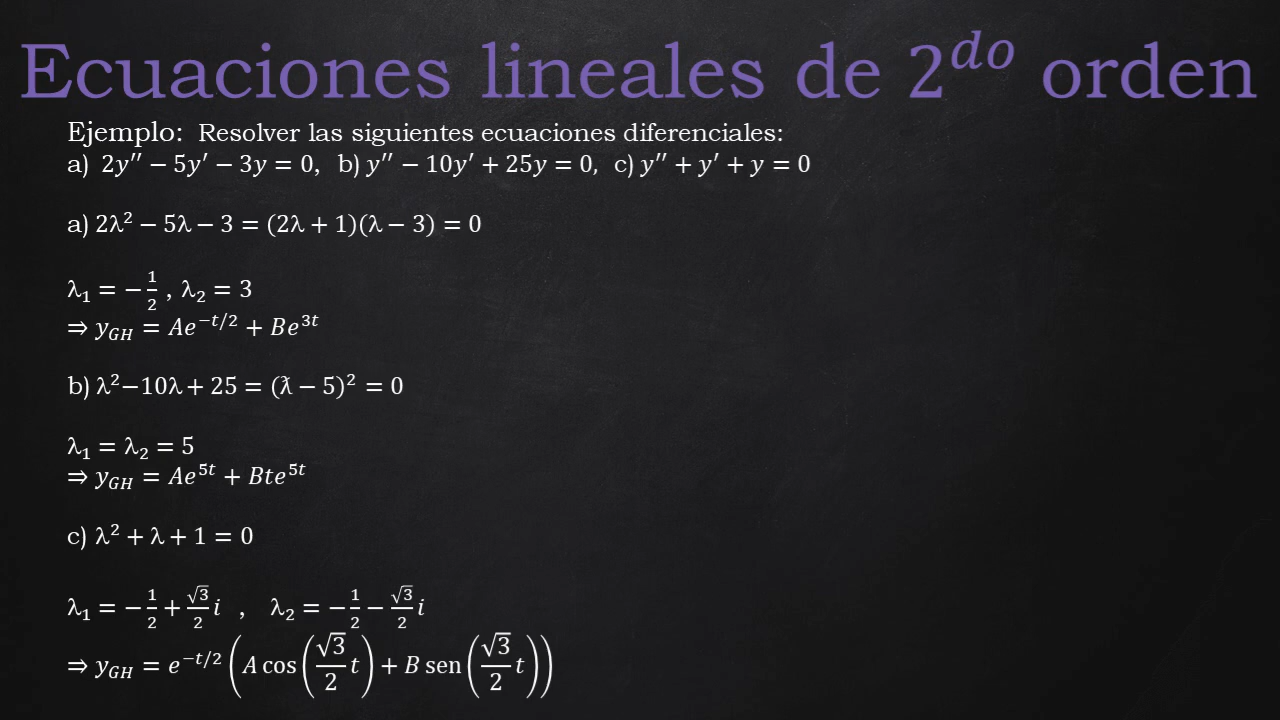 Ecuaciones lineales de 2ᵈᵒ orden
Ejemplo: Resolver las siguientes ecuaciones diferenciales:
a) 2y′′ − 5y′ − 3y = 0, b) y′′ − 10y′ + 25y = 0, c) y′′ + y′ + y = 0
a) 2λ² − 5λ − 3 = (2λ + 1)(λ − 3) = 0
λ₁ = −1/2 , λ₂ = 3
⇒ y_GH = Ae^(−t/2) + Be^(3t)
b) λ²−10λ + 25 = (λ − 5)² = 0
λ₁ = λ₂ = 5
⇒ y_GH = Ae^(5t) + Bte^(5t)
c) λ² + λ + 1 = 0
λ₁ = −1/2 + √3/2 i , λ₂ = −1/2 − √3/2 i
⇒ y_GH = e^(−t/2) (A cos(√3/2 t) + B sen(√3/2 t))